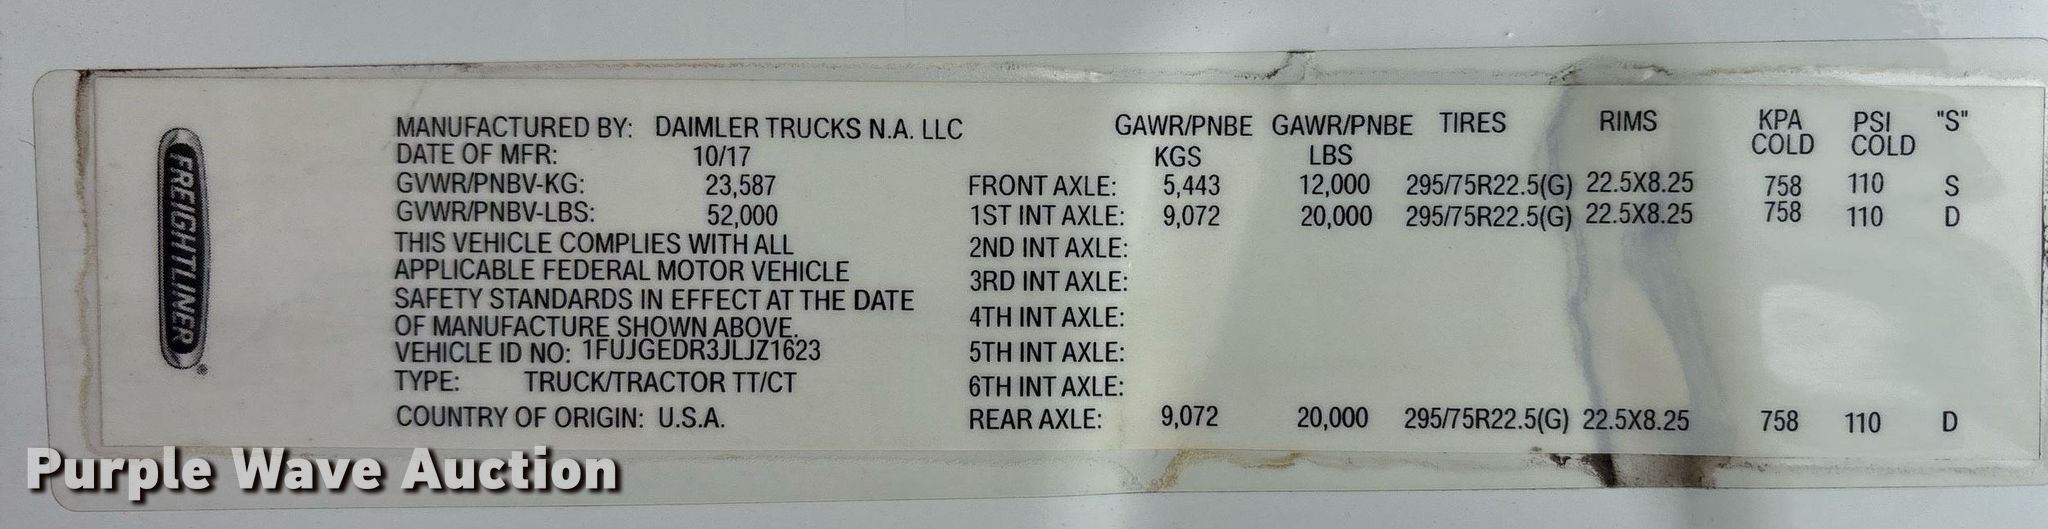 FREIGHTLINER
MANUFACTURED BY: DAIMLER TRUCKS N.A. LLC
DATE OF MFR: 10/17
GVWR/PNBV-KG: 23,587
GVWR/PNBV-LBS: 52,000
THIS VEHICLE COMPLIES WITH ALL
APPLICABLE FEDERAL MOTOR VEHICLE
SAFETY STANDARDS IN EFFECT AT THE DATE
OF MANUFACTURE SHOWN ABOVE.
VEHICLE ID NO: 1FUJGEDR3JLJZ1623
TYPE: TRUCK/TRACTOR TT/CT
COUNTRY OF ORIGIN: U.S.A.
GAWR/PNBE GAWR/PNBE TIRES RIMS KPA PSI "S"
KGS LBS COLD COLD
FRONT AXLE: 5,443 12,000 295/75R22.5(G) 22.5X8.25 758 110 S
1ST INT AXLE: 9,072 20,000 295/75R22.5(G) 22.5X8.25 758 110 D
2ND INT AXLE:
3RD INT AXLE:
4TH INT AXLE:
5TH INT AXLE:
6TH INT AXLE:
REAR AXLE: 9,072 20,000 295/75R22.5(G) 22.5X8.25 758 110 D
Purple Wave Auction